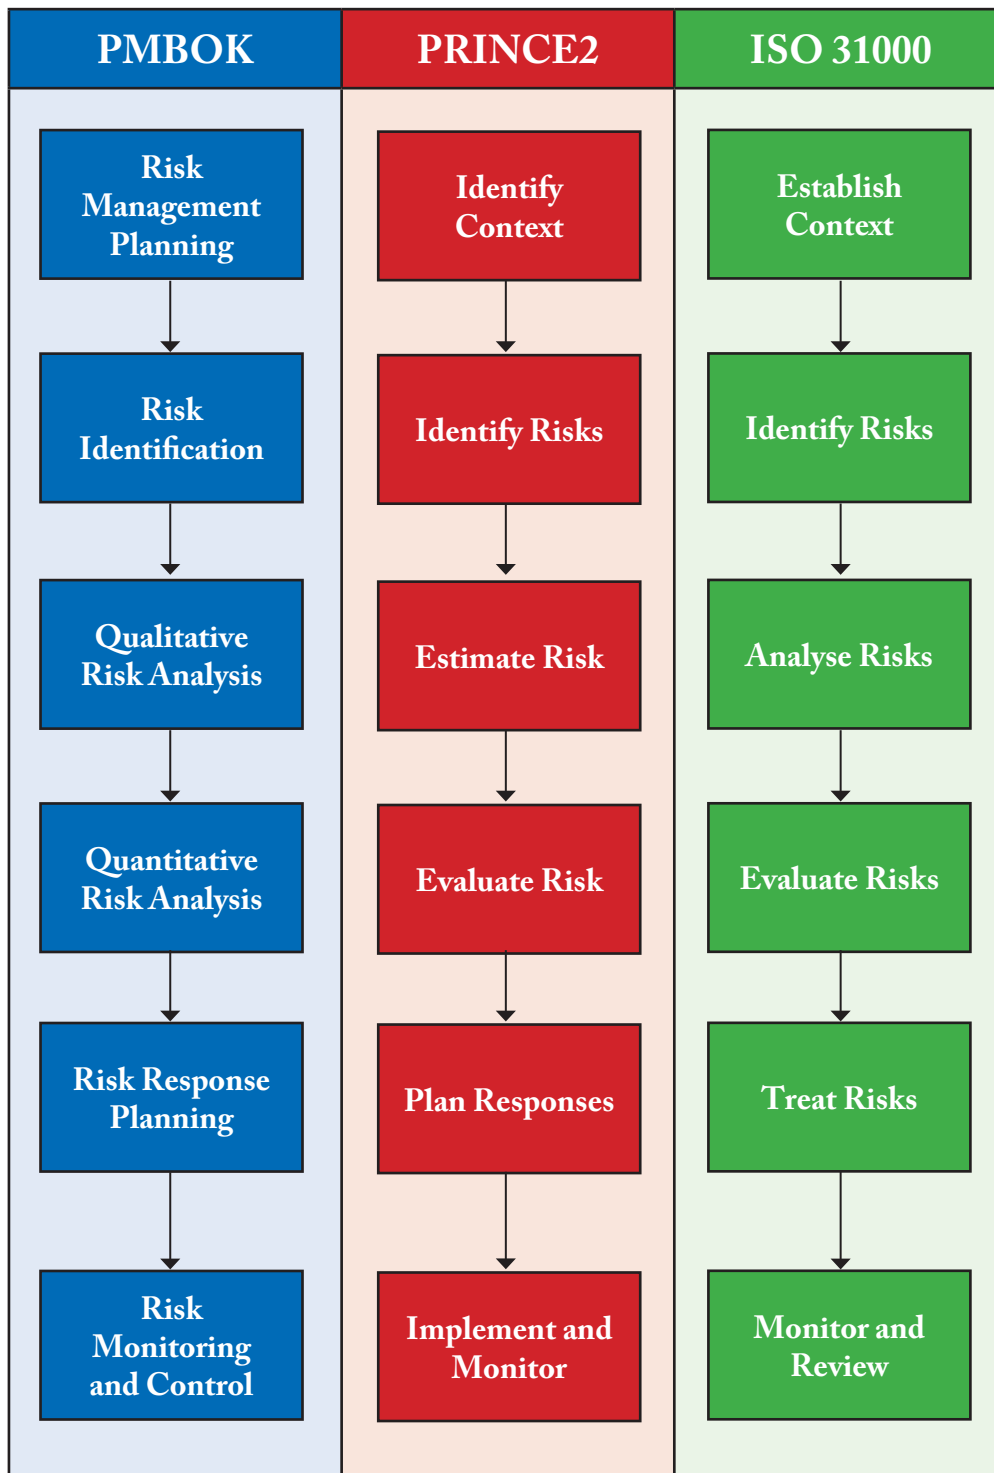 PMBOK
PRINCE2
ISO 31000
Risk
Management
Planning
Identify
Context
Establish
Context
Risk
Identification
Identify Risks
Identify Risks
Qualitative
Risk Analysis
Estimate Risk
Analyse Risks
Quantitative
Risk Analysis
Evaluate Risk
Evaluate Risks
Risk Response
Planning
Plan Responses
Treat Risks
Risk
Monitoring
and Control
Implement and
Monitor
Monitor and
Review